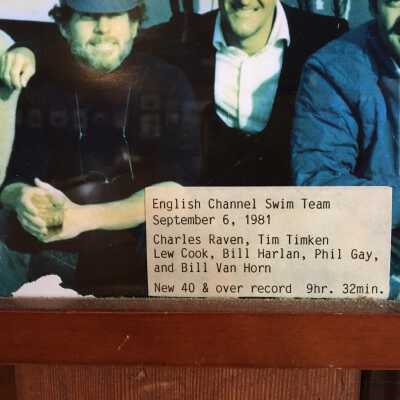 English Channel Swim Team
September 6, 1981
Charles Raven, Tim Timken
Lew Cook, Bill Harlan, Phil Gay,
and Bill Van Horn
New 40 & over record 9hr. 32min.